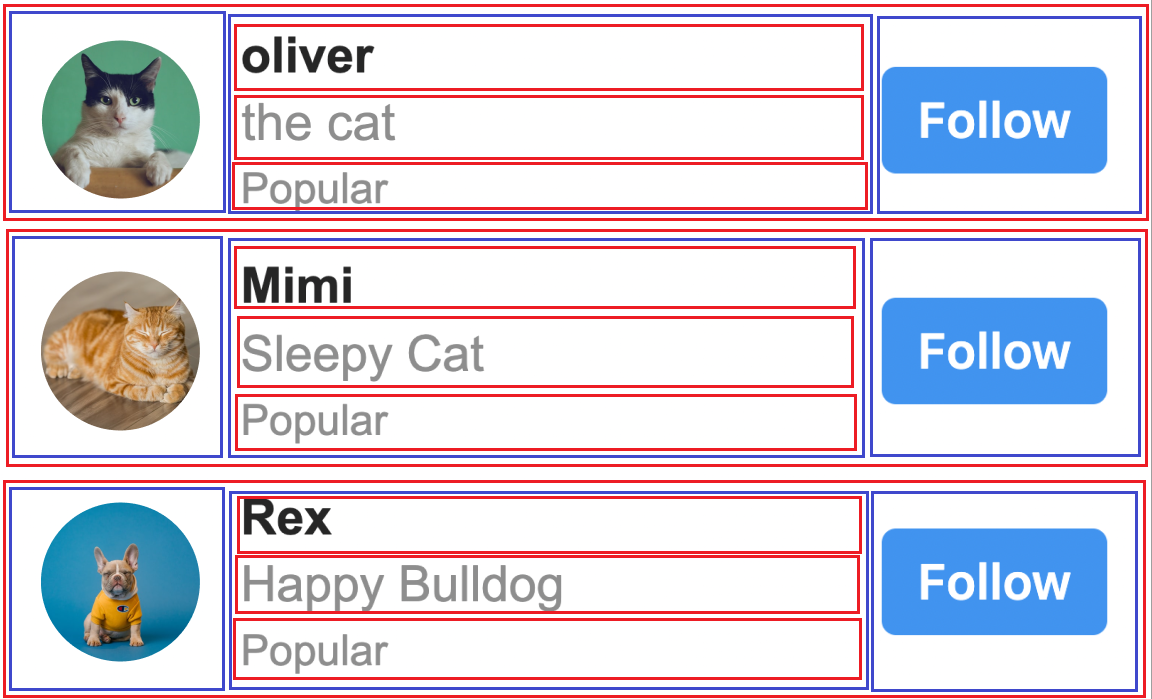 oliver
the cat
Popular
Follow
Mimi
Sleepy Cat
Popular
Follow
Rex
Happy Bulldog
Popular
Follow